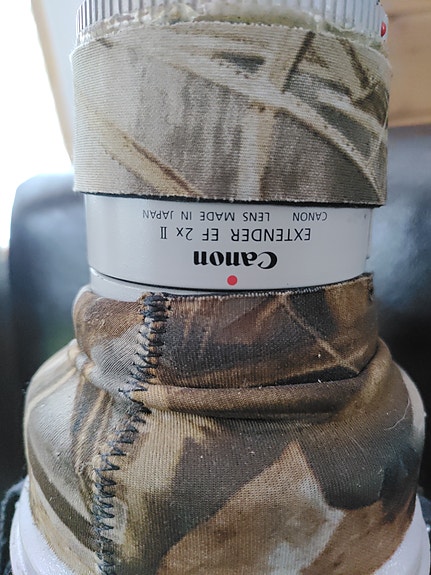 Canon
EXTENDER EF 2x II
CANON LENS MADE IN JAPAN